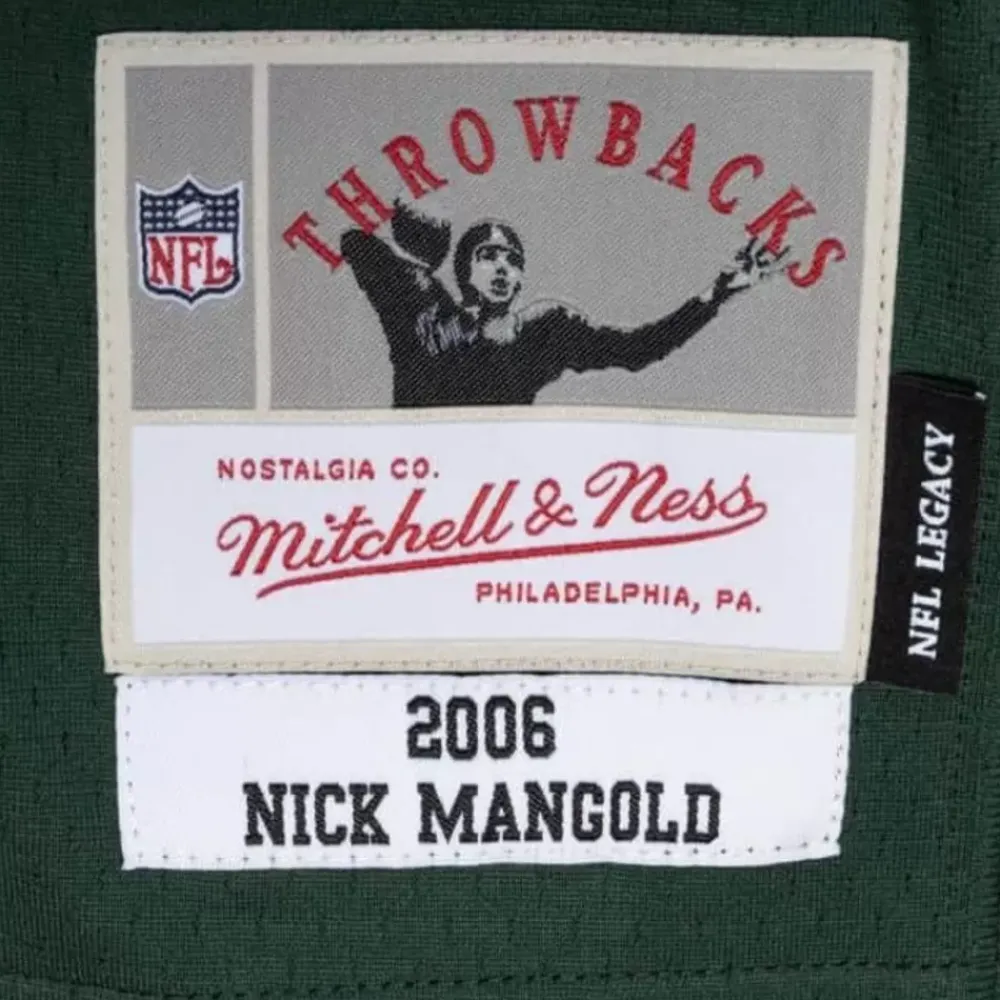 THROWBACKS
NFL
NOSTALGIA CO.
Mitchell & Ness
PHILADELPHIA, PA.
NFL LEGACY
2006
NICK MANGOLD